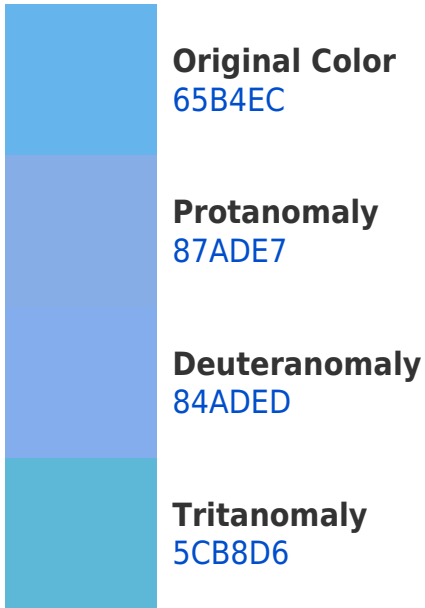 Original Color
65B4EC
Protanomaly
87ADE7
Deuteranomaly
84ADED
Tritanomaly
5CB8D6